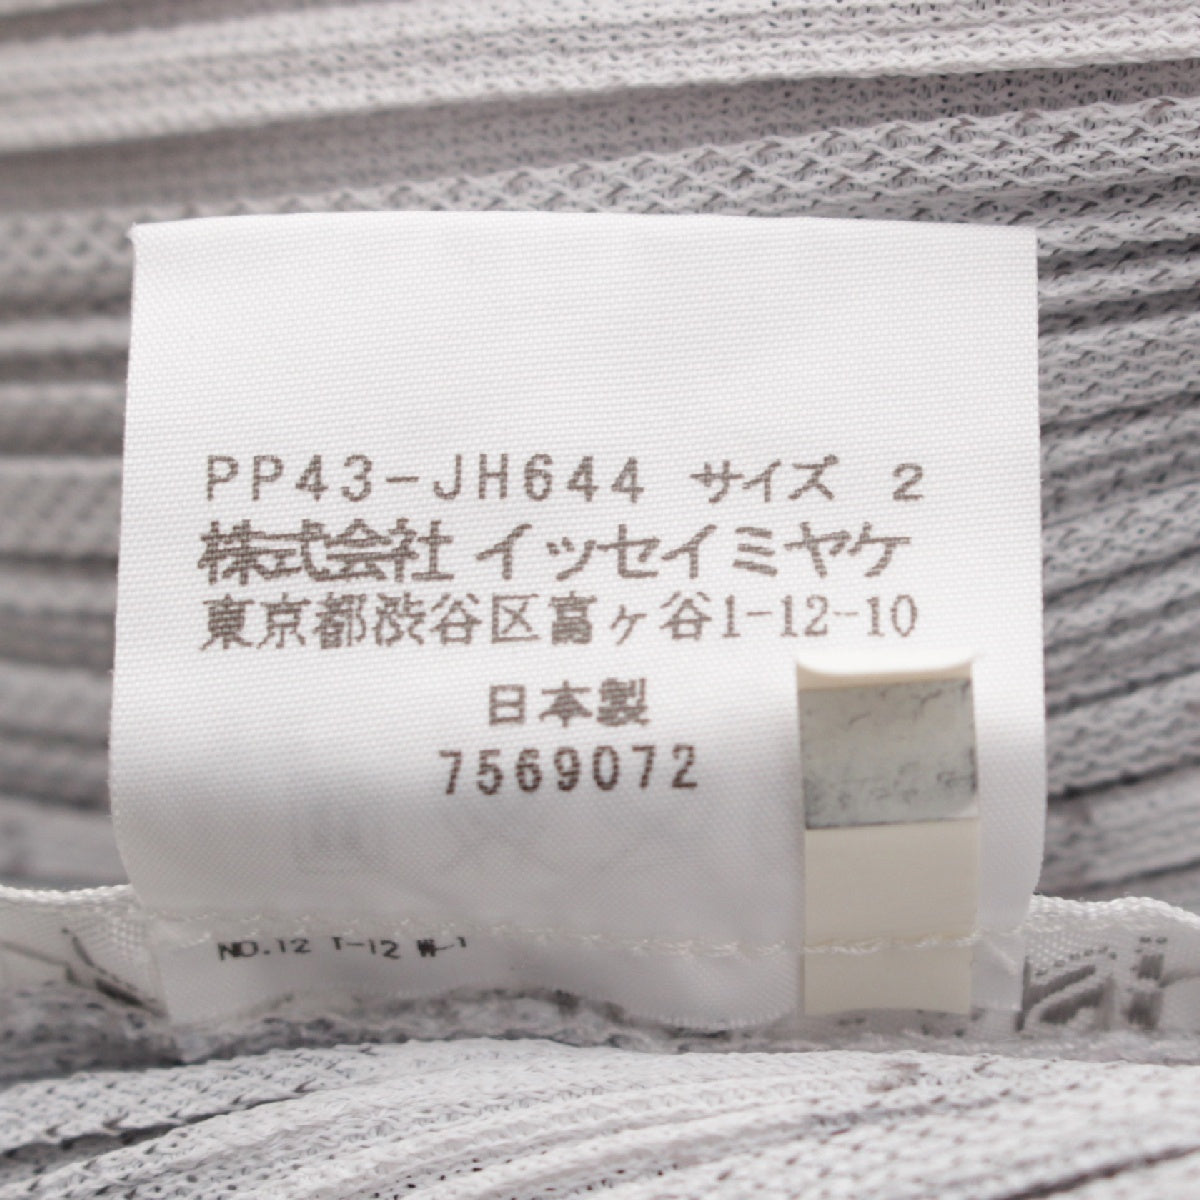 PP43-JH644 サイズ 2
株式会社 イッセイミヤケ
東京都渋谷区富ヶ谷1-12-10
日本製
7569072
NO.12 T-12 W-1